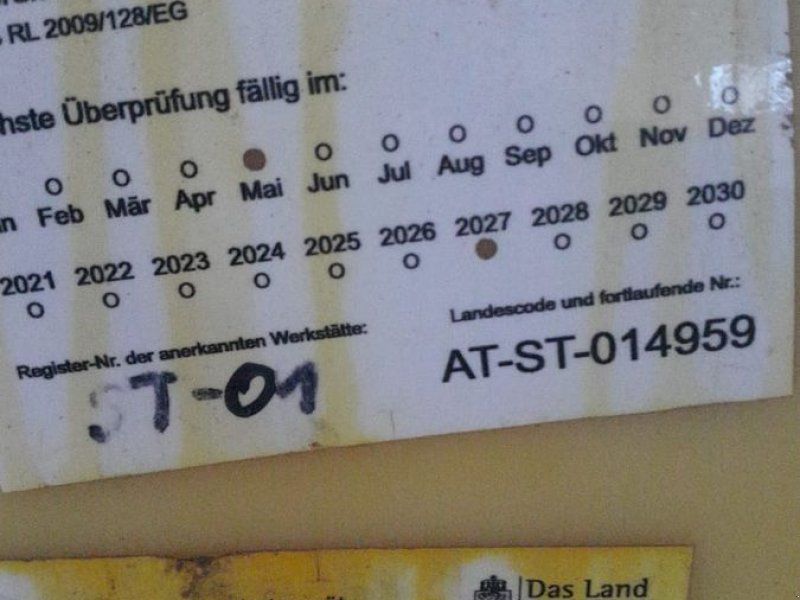 RL 2009/128/EG
Überprüfung fällig im:
Feb Mär Apr Mai Jun Jul Aug Sep Okt Nov Dez
2021 2022 2023 2024 2025 2026 2027 2028 2029 2030
Landescode und fortlaufende Nr.:
AT-ST-014959
Register-Nr. der anerkannten Werkstätte:
ST-01
Das Land